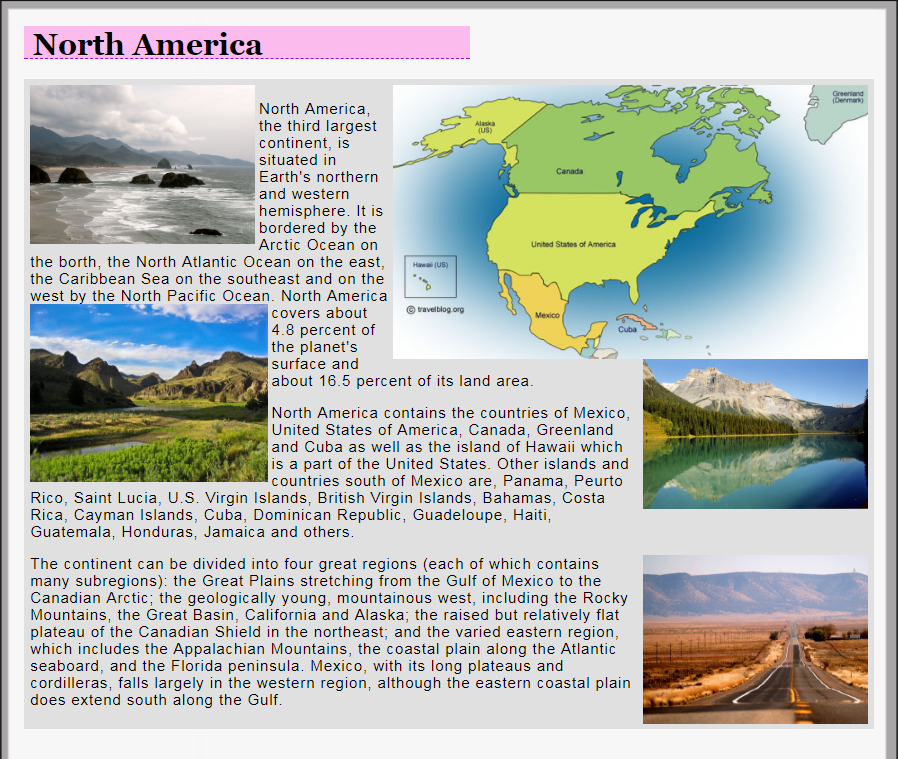 North America
North America,
the third largest
continent, is
situated in
Earth's northern
and western
hemisphere. It is
bordered by the
Arctic Ocean on
the borth, the North Atlantic Ocean on the east,
the Caribbean Sea on the southeast and on the
west by the North Pacific Ocean. North America
covers about
4.8 percent of
the planet's
surface and
about 16.5 percent of its land area.
Greenland
(Denmark)
Alaska
(US)
Canada
United States of America
Hawaii (US)
© travelblog.org
Mexico
Cuba
North America contains the countries of Mexico,
United States of America, Canada, Greenland
and Cuba as well as the island of Hawaii which
is a part of the United States. Other islands and
countries south of Mexico are, Panama, Peurto
Rico, Saint Lucia, U.S. Virgin Islands, British Virgin Islands, Bahamas, Costa
Rica, Cayman Islands, Cuba, Dominican Republic, Guadeloupe, Haiti,
Guatemala, Honduras, Jamaica and others.
The continent can be divided into four great regions (each of which contains
many subregions): the Great Plains stretching from the Gulf of Mexico to the
Canadian Arctic; the geologically young, mountainous west, including the Rocky
Mountains, the Great Basin, California and Alaska; the raised but relatively flat
plateau of the Canadian Shield in the northeast; and the varied eastern region,
which includes the Appalachian Mountains, the coastal plain along the Atlantic
seaboard, and the Florida peninsula. Mexico, with its long plateaus and
cordilleras, falls largely in the western region, although the eastern coastal plain
does extend south along the Gulf.